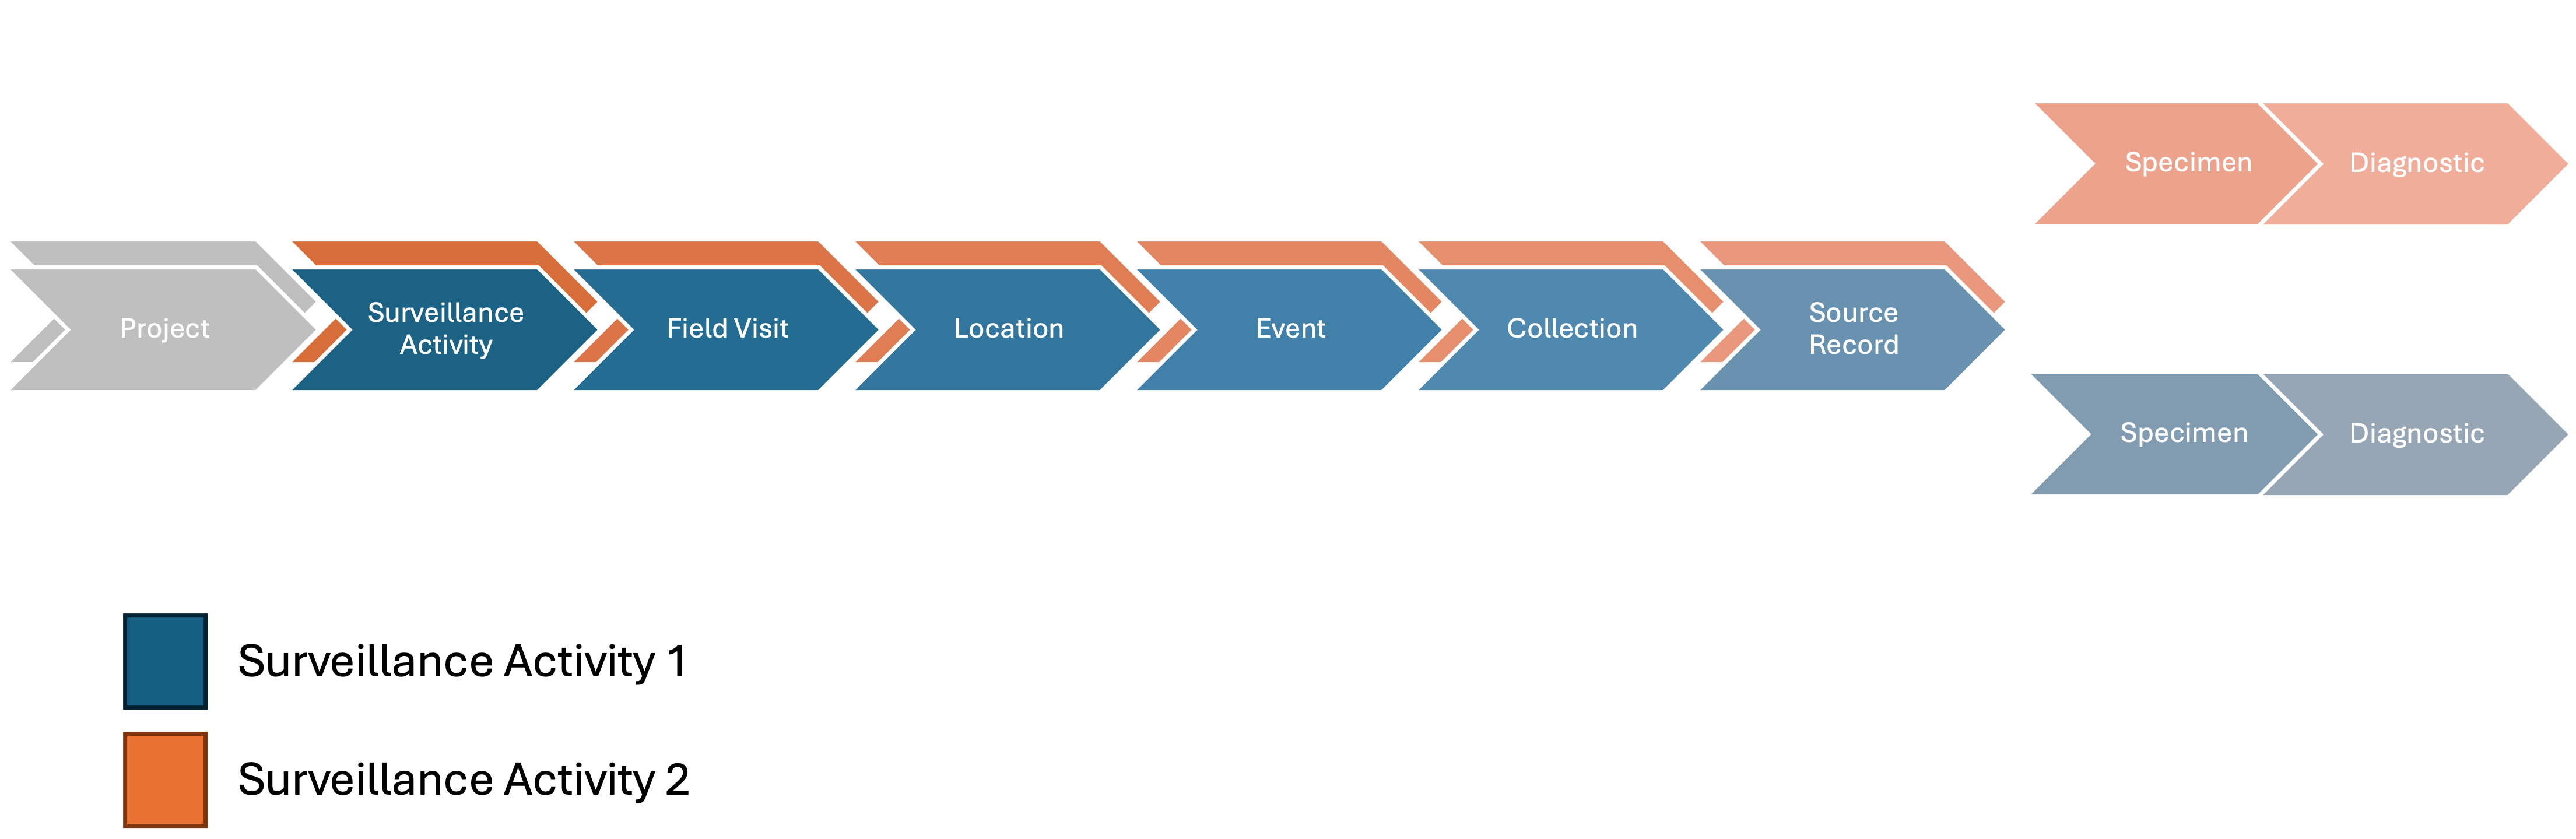 Specimen
Diagnostic
Project
Surveillance
Activity
Field Visit
Location
Event
Collection
Source
Record
Specimen
Diagnostic
Surveillance Activity 1
Surveillance Activity 2